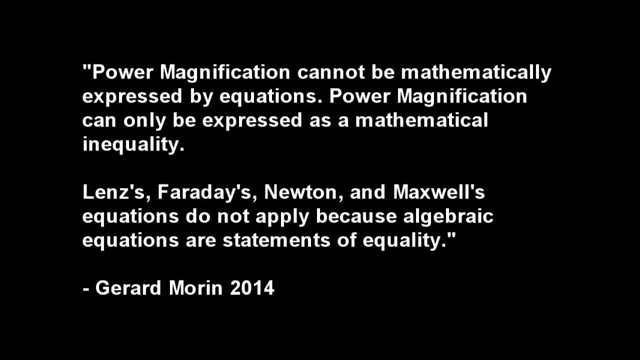 "Power Magnification cannot be mathematically
expressed by equations. Power Magnification
can only be expressed as a mathematical
inequality.
Lenz's, Faraday's, Newton, and Maxwell's
equations do not apply because algebraic
equations are statements of equality."
- Gerard Morin 2014